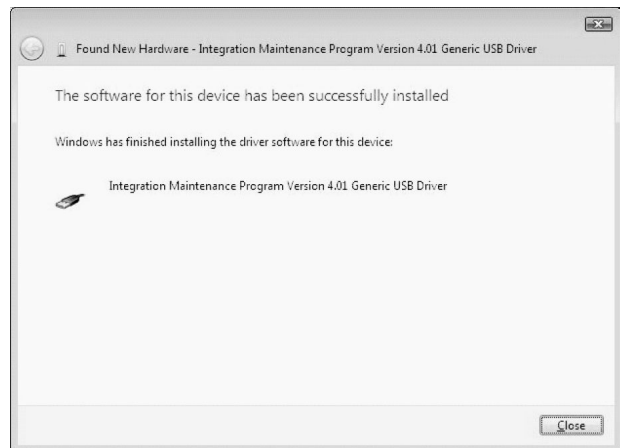 Found New Hardware - Integration Maintenance Program Version 4.01 Generic USB Driver
The software for this device has been successfully installed
Windows has finished installing the driver software for this device:
Integration Maintenance Program Version 4.01 Generic USB Driver
Close